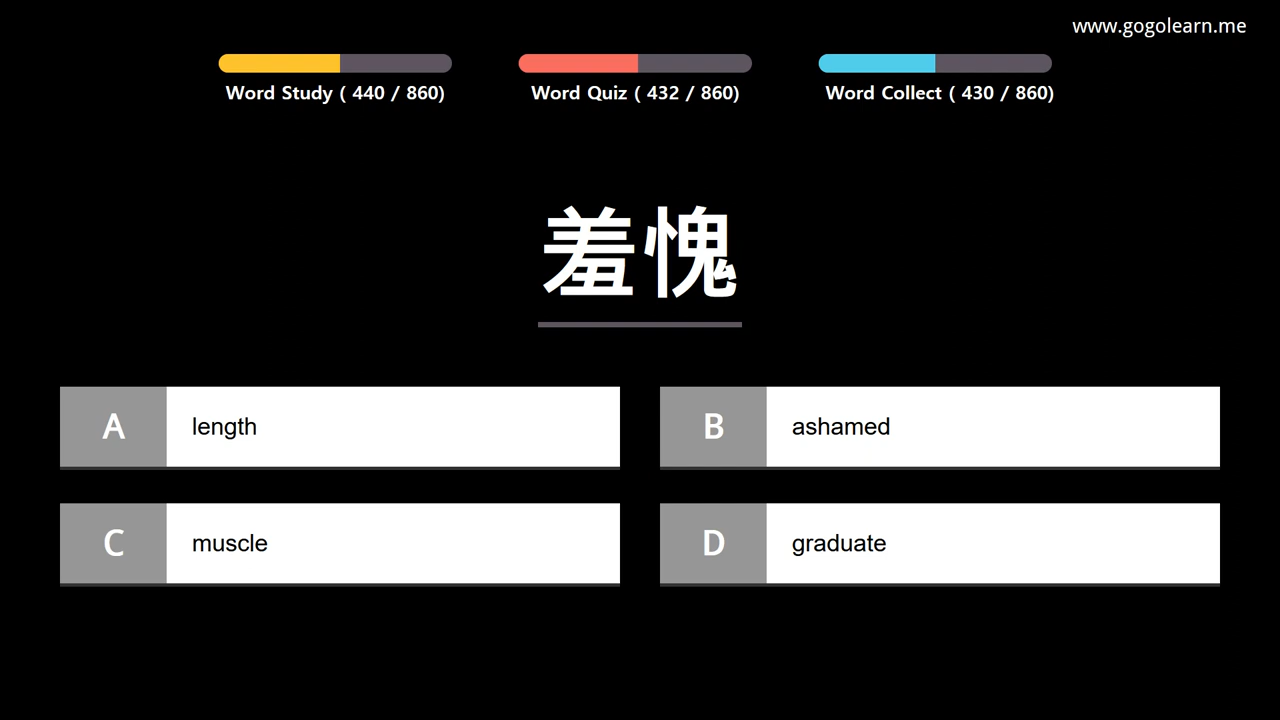 www.gogolearn.me
Word Study ( 440 / 860)
Word Quiz ( 432 / 860)
Word Collect ( 430 / 860)
羞愧
A length
B ashamed
C muscle
D graduate